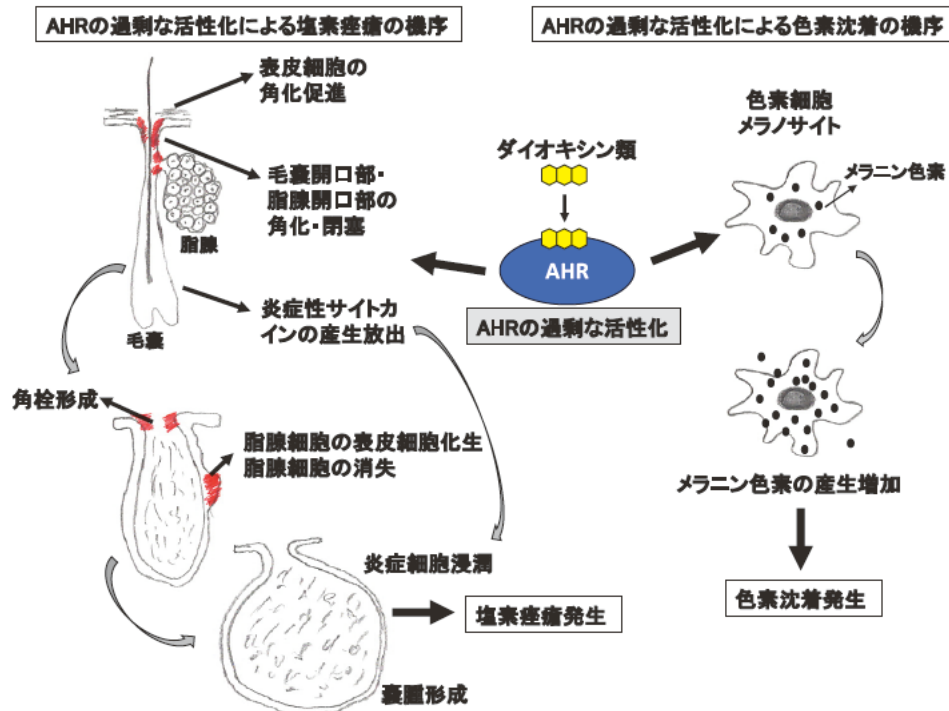 AHRの過剰な活性化による塩素痤瘡の機序
AHRの過剰な活性化による色素沈着の機序
表皮細胞の
角化促進
毛嚢開口部・
脂腺開口部の
角化・閉塞
脂腺
毛嚢
炎症性サイトカ
インの産生放出
角栓形成
脂腺細胞の表皮細胞化生
脂腺細胞の消失
炎症細胞浸潤
嚢腫形成
塩素痤瘡発生
ダイオキシン類
AHR
AHRの過剰な活性化
色素細胞
メラノサイト
メラニン色素
メラニン色素の産生増加
色素沈着発生